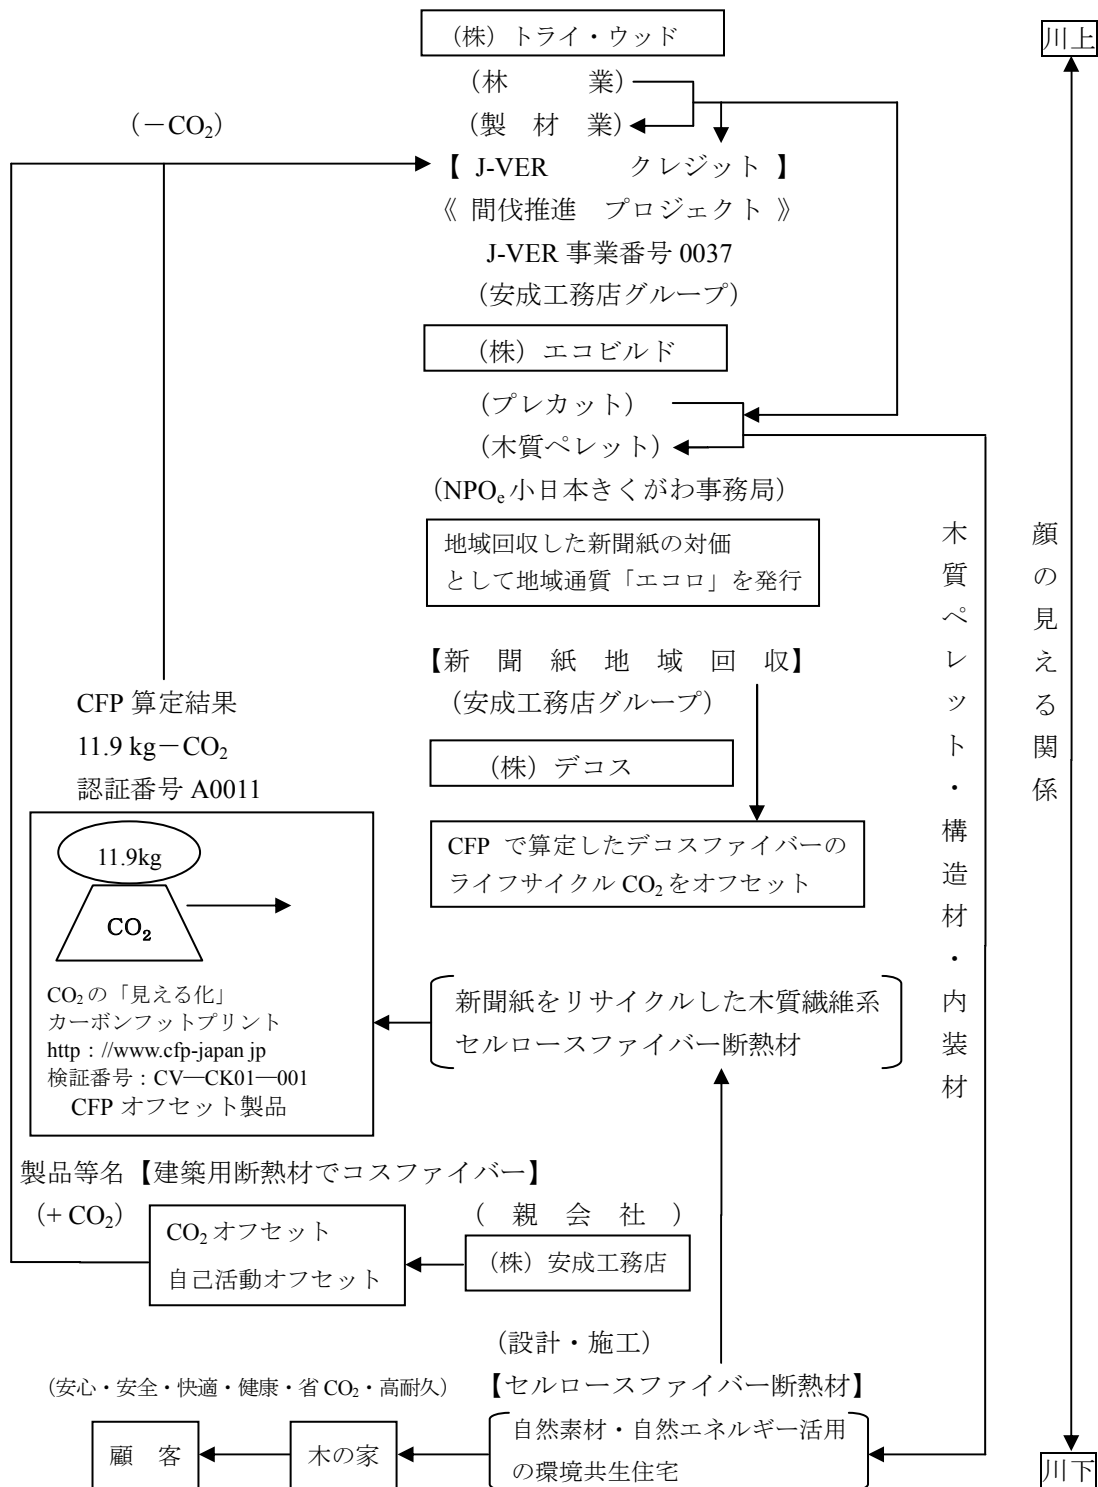 （株）トライ・ウッド
川上
（林　　業）
（製 材 業）
（－CO₂）
【 J-VER　　クレジット 】
《 間伐推進　プロジェクト 》
J-VER 事業番号 0037
（安成工務店グループ）
（株）エコビルド
（プレカット）
（木質ペレット）
（NPOₑ小日本きくがわ事務局）
地域回収した新聞紙の対価
として地域通質「エコロ」を発行
木質ペレット・構造材・内装材
顔の見える関係
【新 聞 紙 地 域 回 収】
（安成工務店グループ）
CFP 算定結果
11.9 kg－CO₂
認証番号 A0011
（株）デコス
CFP で算定したデコスファイバーの
ライフサイクル CO₂をオフセット
11.9kg
CO₂
CO₂の「見える化」
カーボンフットプリント
http：//www.cfp-japan jp
検証番号：CV―CK01―001
CFP オフセット製品
新聞紙をリサイクルした木質繊維系
セルロースファイバー断熱材
製品等名【建築用断熱材でコスファイバー】
（+ CO₂）
CO₂オフセット
自己活動オフセット
（ 親 会 社 ）
（株）安成工務店
（設計・施工）
（安心・安全・快適・健康・省 CO₂・高耐久）
【セルロースファイバー断熱材】
顧　客
木の家
自然素材・自然エネルギー活用
の環境共生住宅
川下